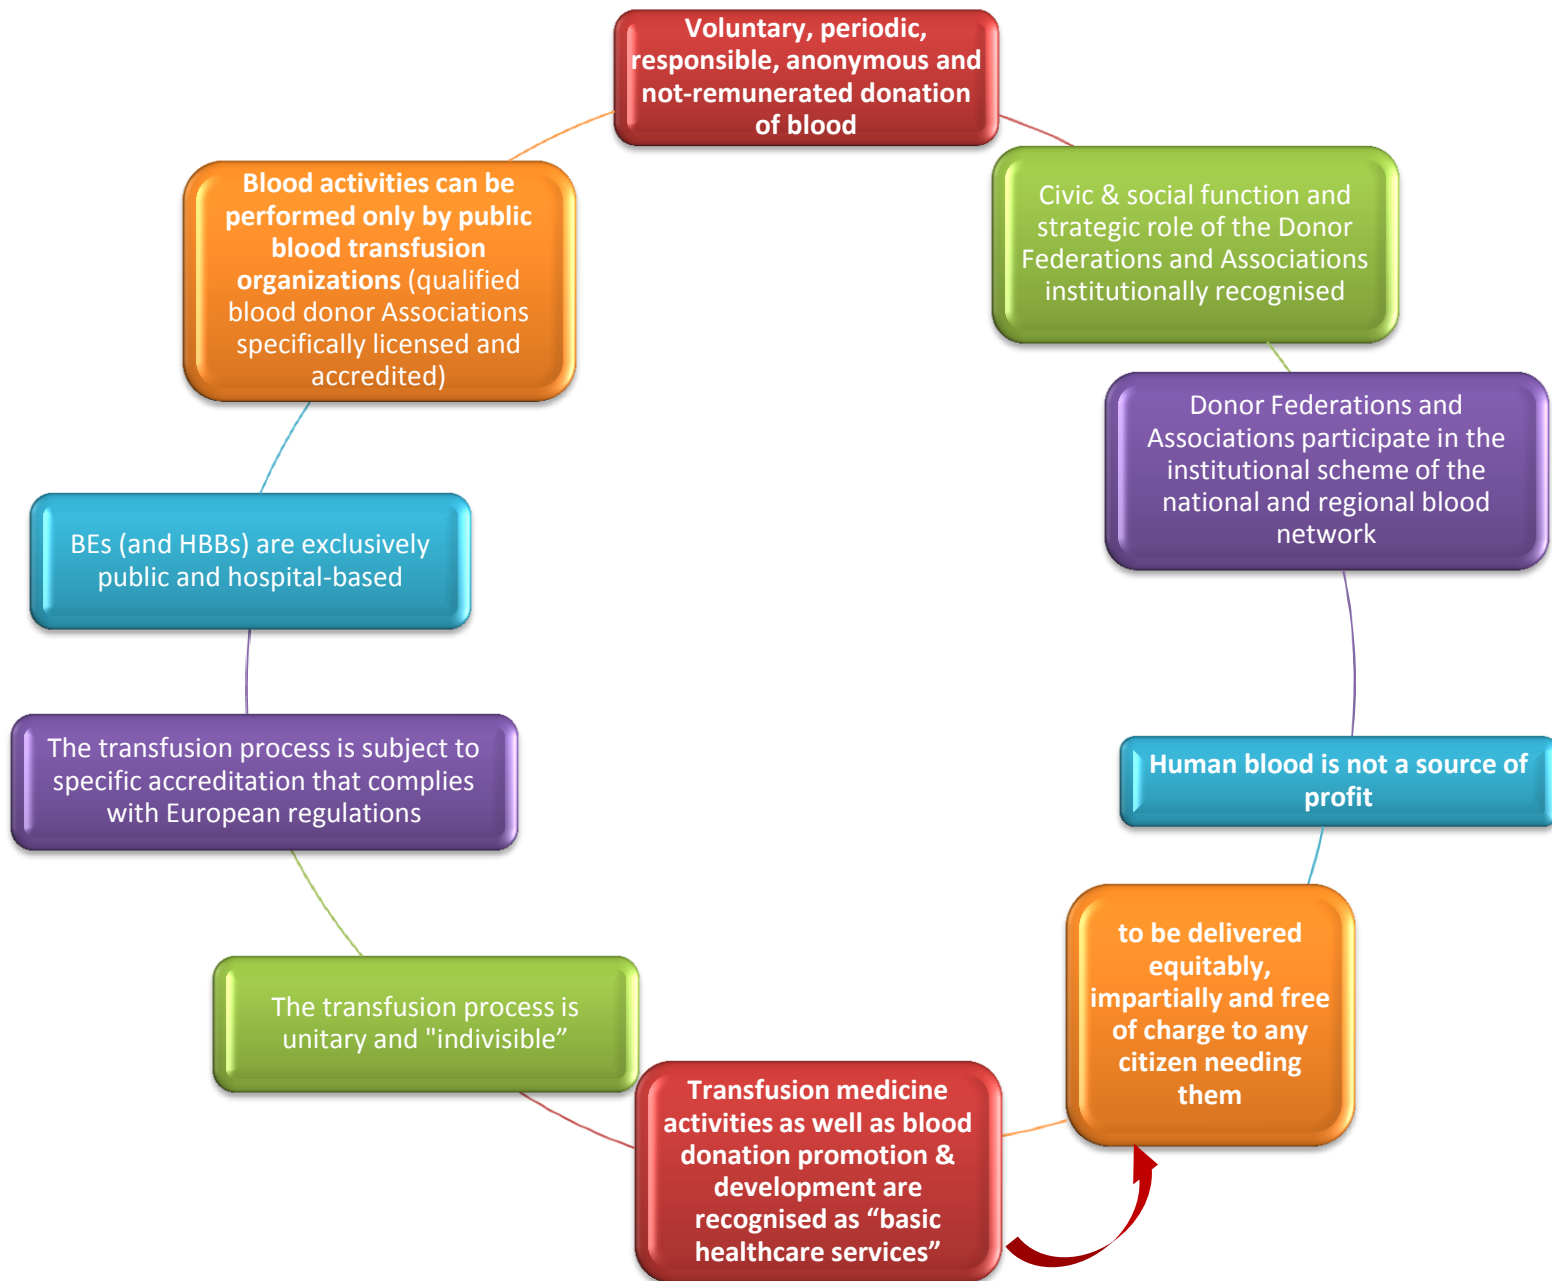 Voluntary, periodic,
responsible, anonymous and
not-remunerated donation
of blood
Civic & social function and
strategic role of the Donor
Federations and Associations
institutionally recognised
Donor Federations and
Associations participate in the
institutional scheme of the
national and regional blood
network
Human blood is not a source of
profit
to be delivered
equitably,
impartially and free
of charge to any
citizen needing
them
Transfusion medicine
activities as well as blood
donation promotion &
development are
recognised as “basic
healthcare services”
The transfusion process is
unitary and "indivisible”
The transfusion process is subject to
specific accreditation that complies
with European regulations
BEs (and HBBs) are exclusively
public and hospital-based
Blood activities can be
performed only by public
blood transfusion
organizations (qualified
blood donor Associations
specifically licensed and
accredited)